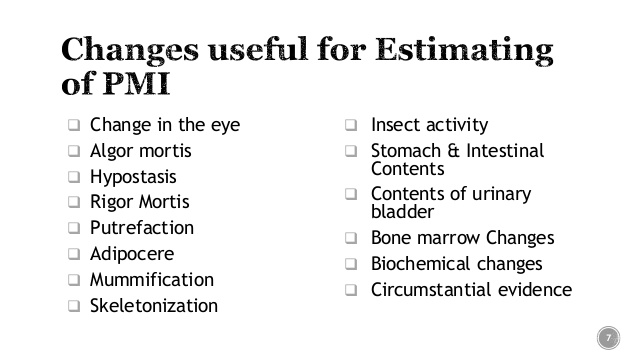 Changes useful for Estimating
of PMI
Change in the eye
Algor mortis
Hypostasis
Rigor Mortis
Putrefaction
Adipocere
Mummification
Skeletonization
Insect activity
Stomach & Intestinal
Contents
Contents of urinary
bladder
Bone marrow Changes
Biochemical changes
Circumstantial evidence
7